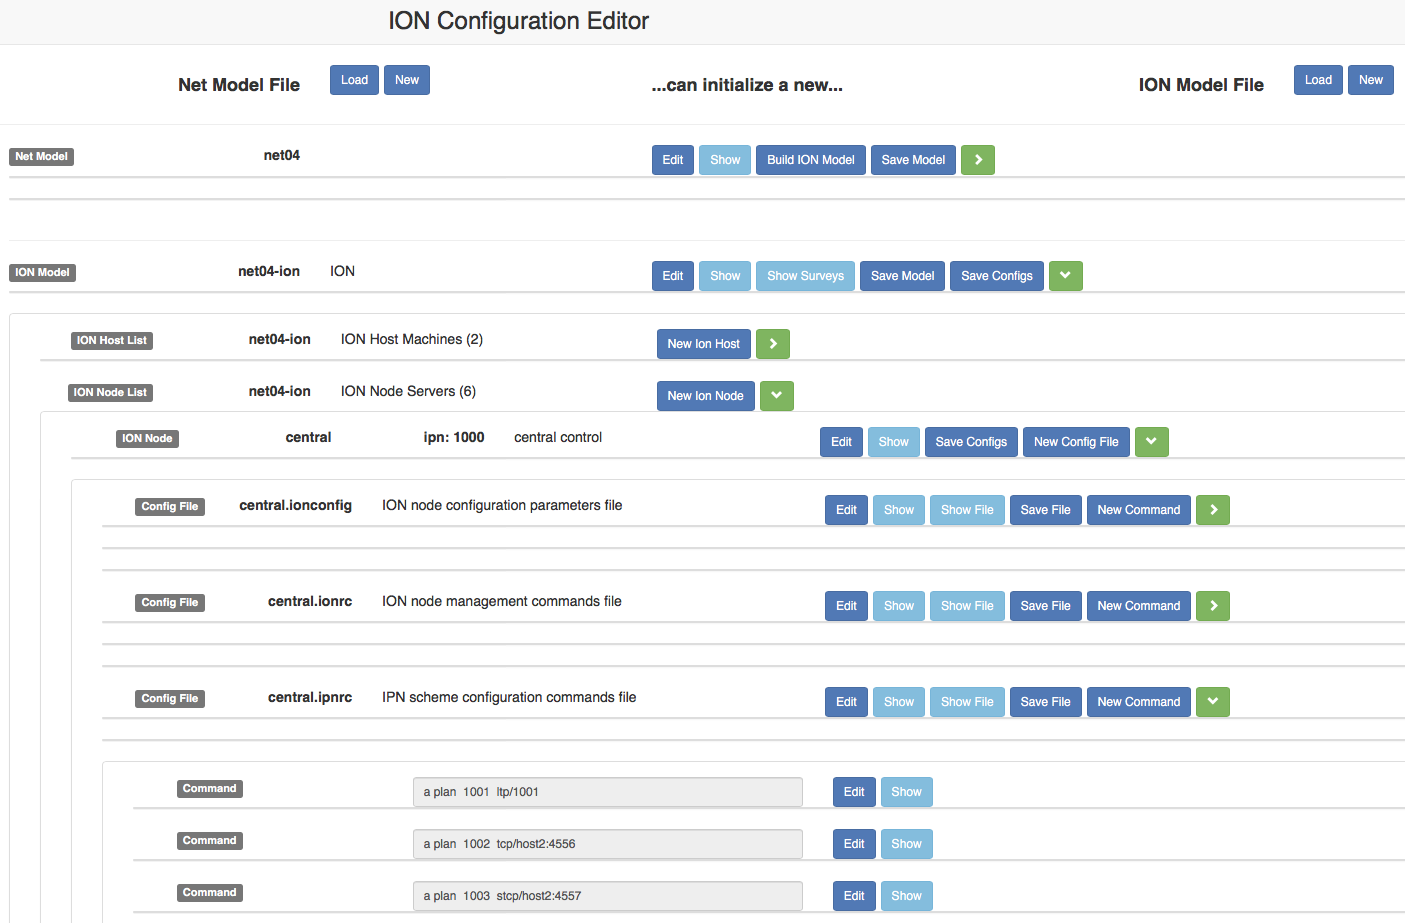 ION Configuration Editor
Net Model File Load New ...can initialize a new... ION Model File Load New
Net Model net04 Edit Show Build ION Model Save Model
ION Model net04-ion ION Edit Show Show Surveys Save Model Save Configs
ION Host List net04-ion ION Host Machines (2) New Ion Host
ION Node List net04-ion ION Node Servers (6) New Ion Node
ION Node central ipn: 1000 central control Edit Show Save Configs New Config File
Config File central.ionconfig ION node configuration parameters file Edit Show Show File Save File New Command
Config File central.ionrc ION node management commands file Edit Show Show File Save File New Command
Config File central.ipnrc IPN scheme configuration commands file Edit Show Show File Save File New Command
Command a plan 1001 ltp/1001 Edit Show
Command a plan 1002 tcp/host2:4556 Edit Show
Command a plan 1003 stcp/host2:4557 Edit Show